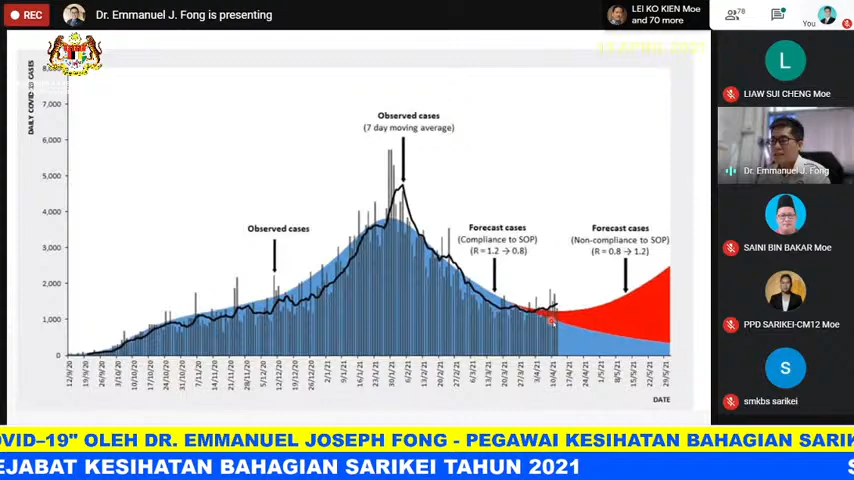 REC
Dr. Emmanuel J. Fong is presenting
LEI KO KIEN Moe
and 70 more
78
You
13 APRIL 2021
DAILY COVID-19 CASES
8,000
7,000
6,000
5,000
4,000
3,000
2,000
1,000
0
Observed cases
(7 day moving average)
Observed cases
Forecast cases
(Compliance to SOP)
(R = 1.2 → 0.8)
Forecast cases
(Non-compliance to SOP)
(R = 0.8 → 1.2)
12/9/20
19/9/20
3/10/20
10/10/20
17/10/20
24/10/20
31/10/20
7/11/20
14/11/20
21/11/20
28/11/20
5/12/20
12/12/20
19/12/20
26/12/20
2/1/21
9/1/21
16/1/21
23/1/21
30/1/21
6/2/21
13/2/21
20/2/21
27/2/21
6/3/21
13/3/21
20/3/21
27/3/21
3/4/21
10/4/21
17/4/21
24/4/21
1/5/21
8/5/21
15/5/21
22/5/21
29/5/21
DATE
L
LIAW SUI CHENG Moe
Dr. Emmanuel J. Fong
SAINI BIN BAKAR Moe
PPD SARIKEI-CM12 Moe
S
smkbs sarikei
OVID–19" OLEH DR. EMMANUEL JOSEPH FONG - PEGAWAI KESIHATAN BAHAGIAN SARIK
EJABAT KESIHATAN BAHAGIAN SARIKEI TAHUN 2021
S